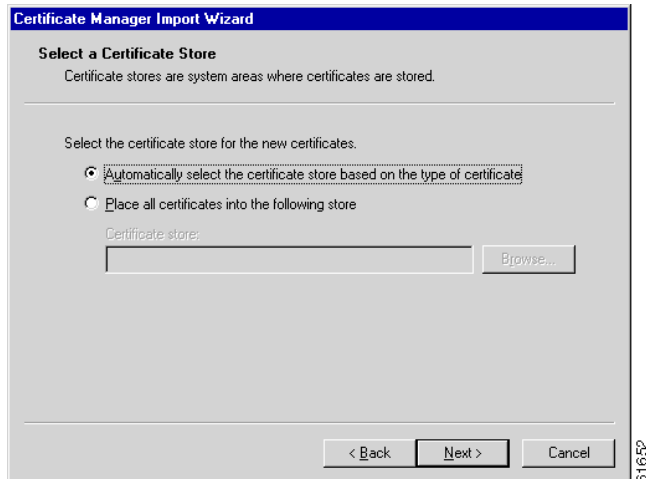 Certificate Manager Import Wizard
Select a Certificate Store
Certificate stores are system areas where certificates are stored.
Select the certificate store for the new certificates.
Automatically select the certificate store based on the type of certificate
Place all certificates into the following store
Certificate store:
Browse...
< Back
Next >
Cancel
61652